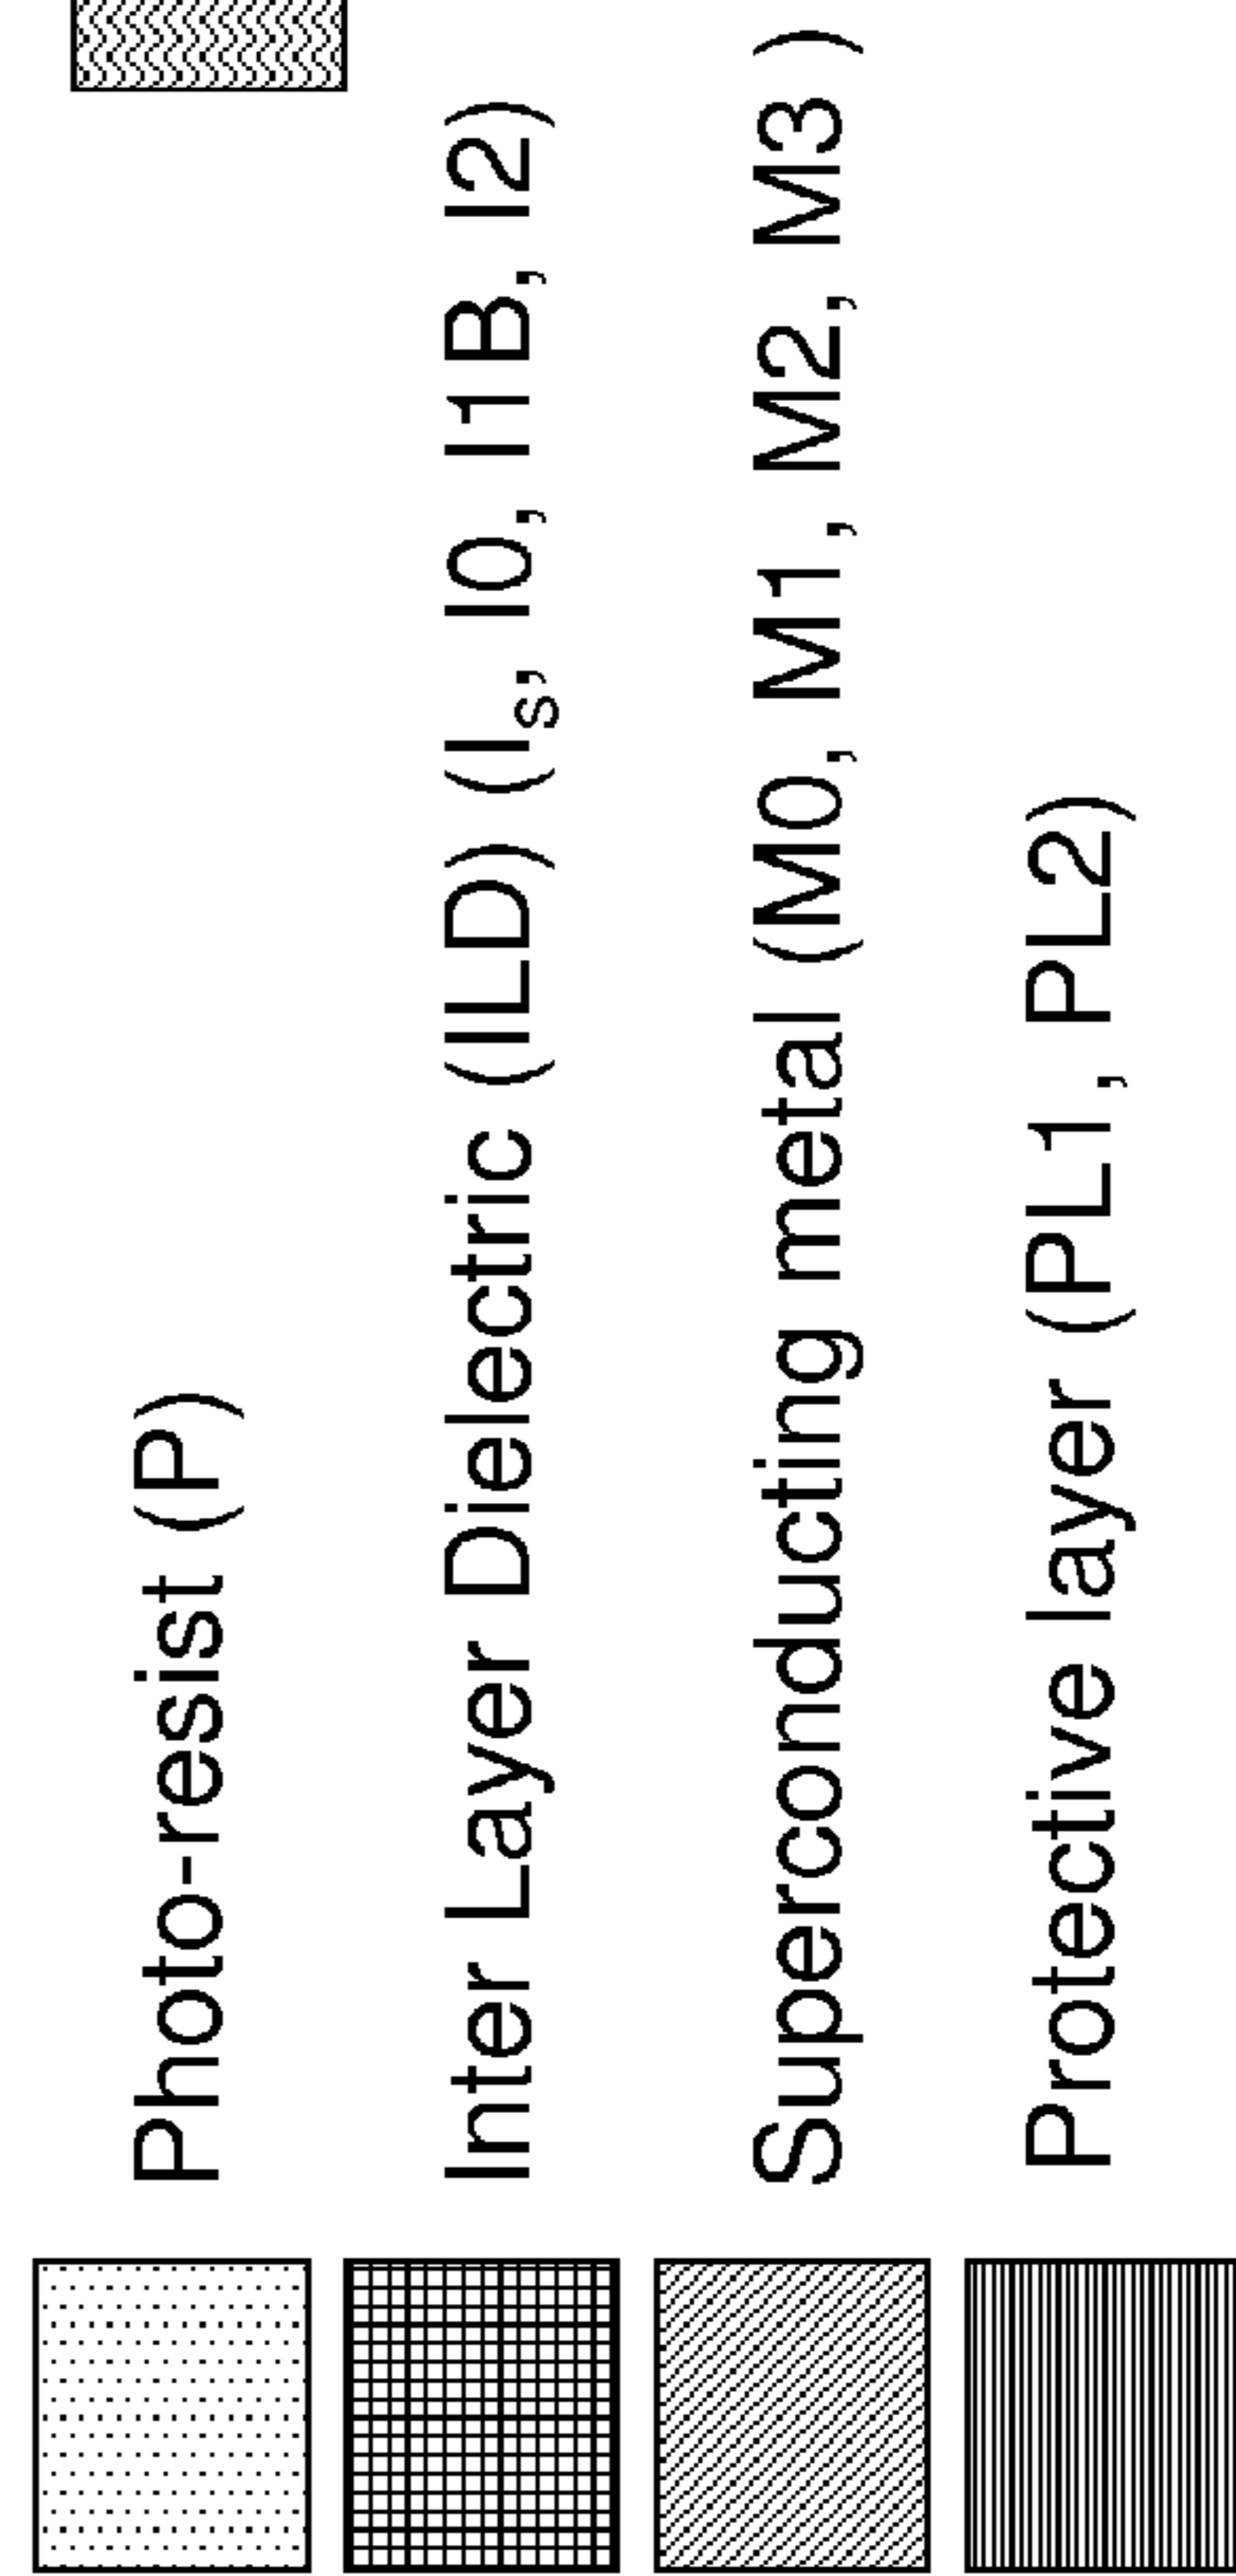 Photo-resist (P)
Inter Layer Dielectric (ILD) (Is, I0, I1B, I2)
Superconducting metal (M0, M1, M2, M3 )
Protective layer (PL1, PL2)